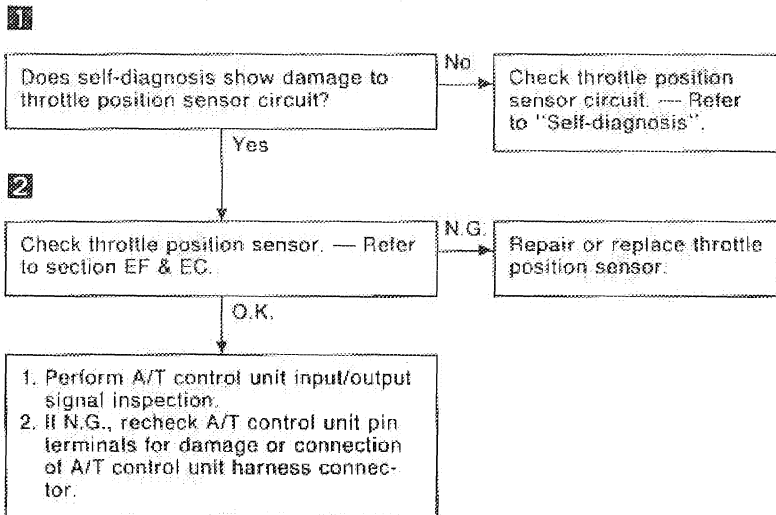 1
Does self-diagnosis show damage to
throttle position sensor circuit?
No
Check throttle position
sensor circuit. — Refer
to "Self-diagnosis".
Yes
2
Check throttle position sensor. — Refer
to section EF & EC.
N.G.
Repair or replace throttle
position sensor.
O.K.
1. Perform A/T control unit input/output
signal inspection.
2. If N.G., recheck A/T control unit pin
terminals for damage or connection
of A/T control unit harness connec-
tor.